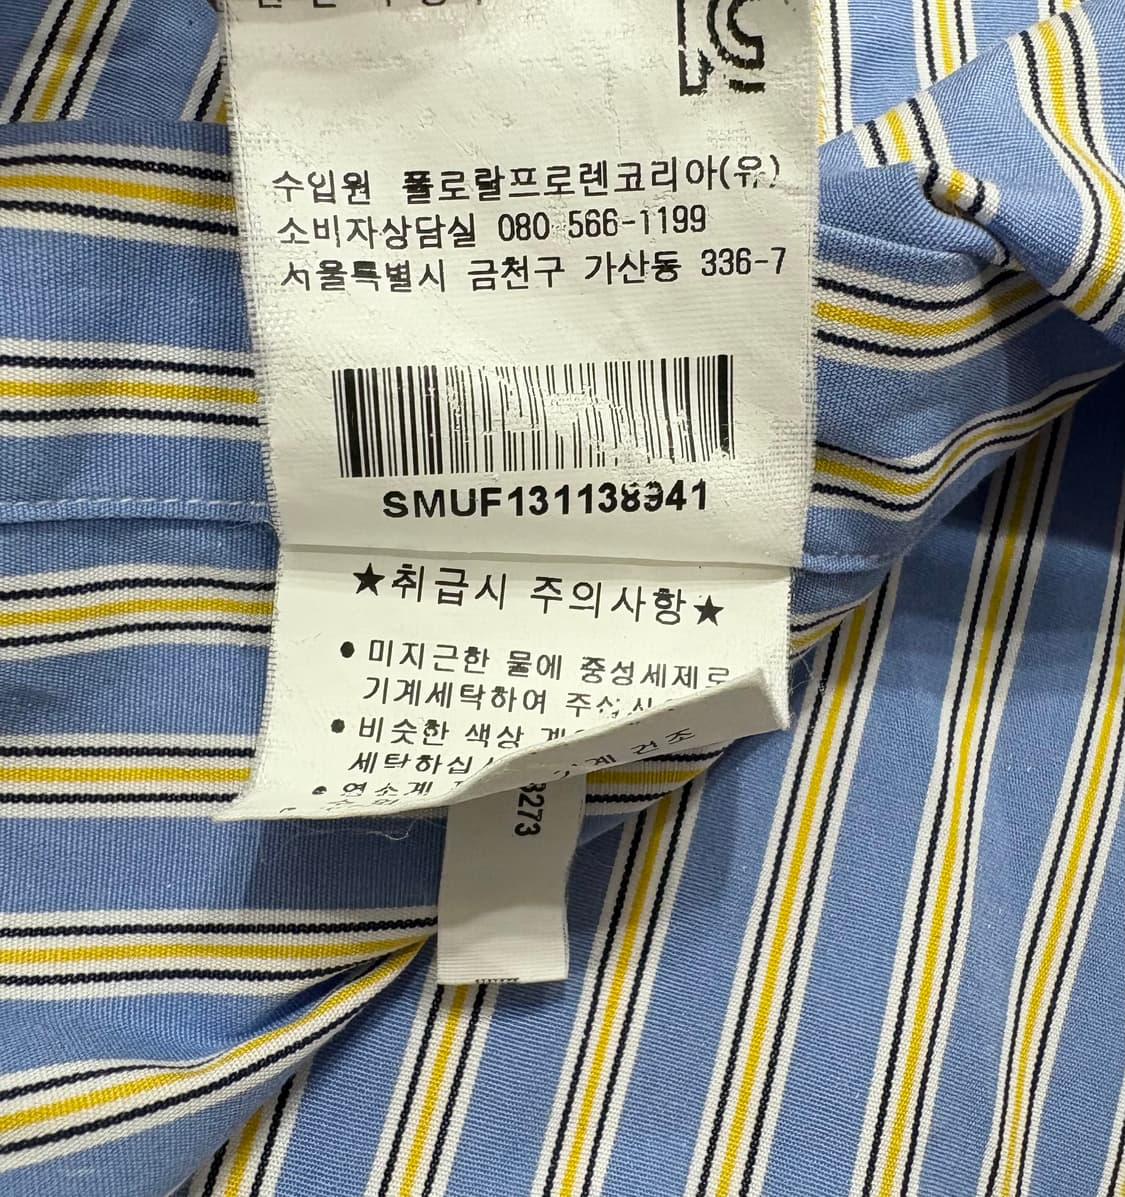 수입원 폴로랄프로렌코리아(유)
소비자상담실 080 566-1199
서울특별시 금천구 가산동 336-7
SMUF131138941
★취급시 주의사항★
● 미지근한 물에 중성세제로
기계세탁하여
● 비슷한 색상
세탁하십
건조
3273